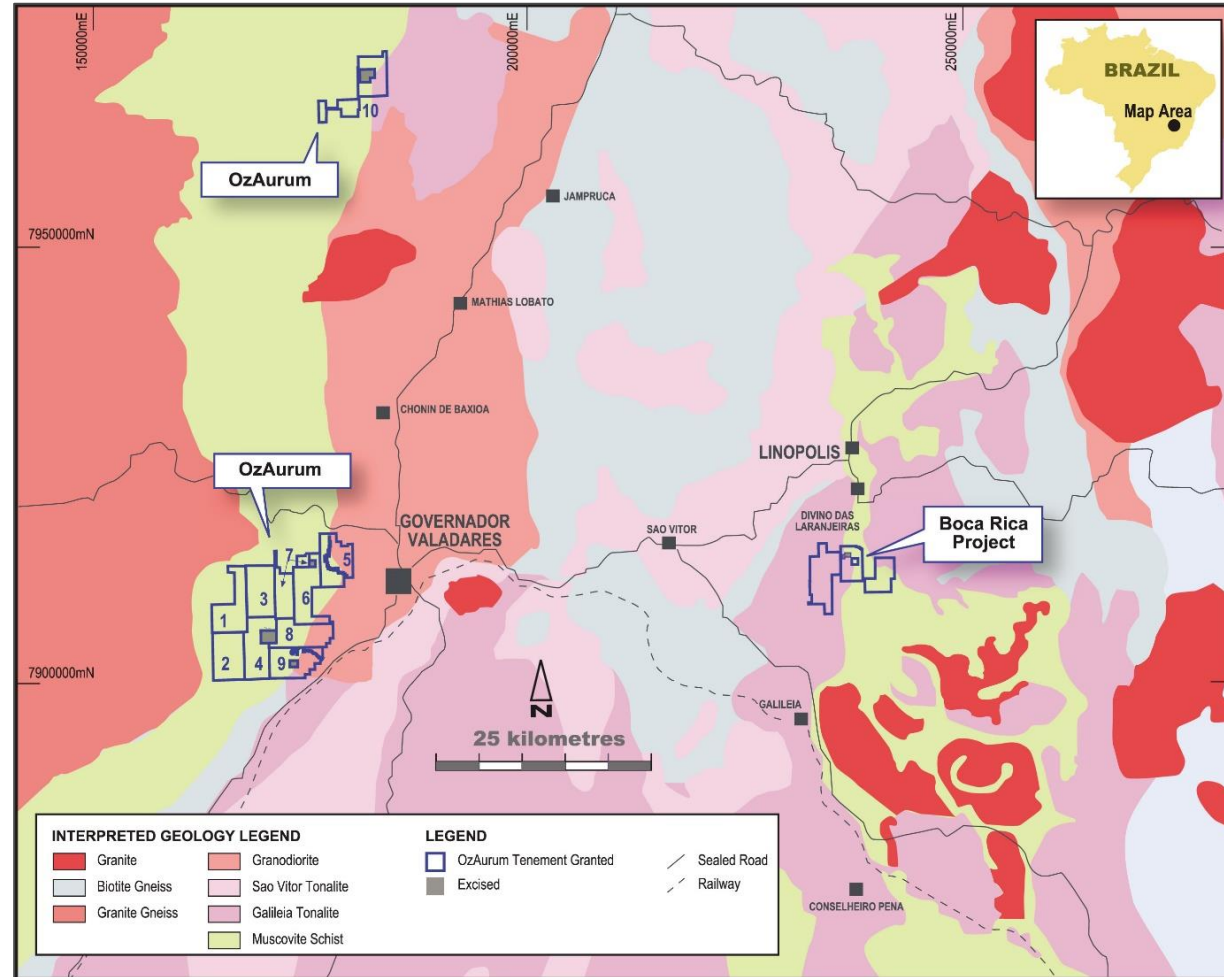 150000mE
200000mE
250000mE
BRAZIL
Map Area
10
OzAurum
JAMPRUCA
7950000mN
MATHIAS LOBATO
CHONIN DE BAXIOA
LINOPOLIS
OzAurum
GOVERNADOR
VALADARES
SAO VITOR
DIVINO DAS
LARANJEIRAS
Boca Rica
Project
7
5
3
6
1
8
2
4
9
7900000mN
N
GALILEIA
25 kilometres
CONSELHEIRO PENA
INTERPRETED GEOLOGY LEGEND
Granite
Biotite Gneiss
Granite Gneiss
Granodiorite
Sao Vitor Tonalite
Galileia Tonalite
Muscovite Schist
LEGEND
OzAurum Tenement Granted
Excised
Sealed Road
Railway